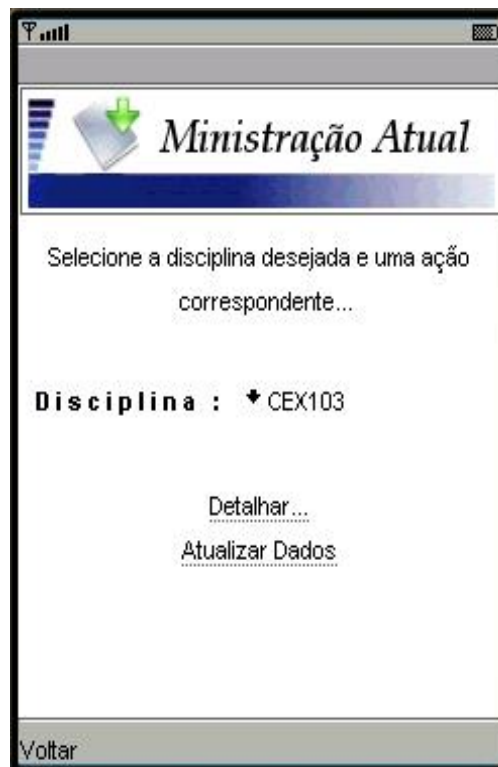 Ministração Atual
Selecione a disciplina desejada e uma ação
correspondente...
Disciplina : CEX103
Detalhar...
Atualizar Dados
Voltar